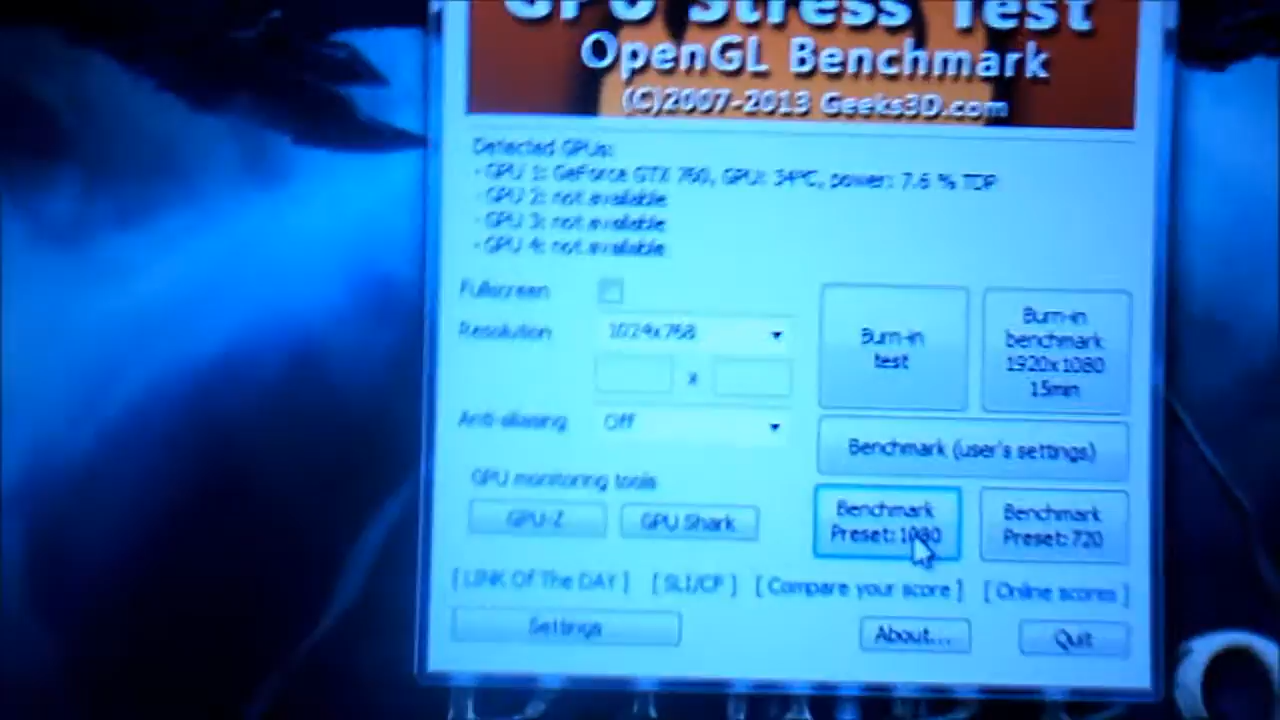 GPU Stress Test
OpenGL Benchmark
(C)2007-2013 Geeks3D.com
Detected GPUs:
- GPU 1: GeForce GTX 760, GPU: 34°C, power: 7.6 % TDP
- GPU 2: not available
- GPU 3: not available
- GPU 4: not available
Fullscreen
Resolution 1024x768
x
Anti-aliasing Off
Burn-in
test
Burn-in
benchmark
1920x1080
15min
Benchmark (user's settings)
GPU monitoring tools
GPU-Z GPU Shark
Benchmark
Preset:1080
Benchmark
Preset:720
[ LINK Of The DAY ] [ SLI/CF ] [ Compare your score ] [ Online scores ]
Settings About... Quit